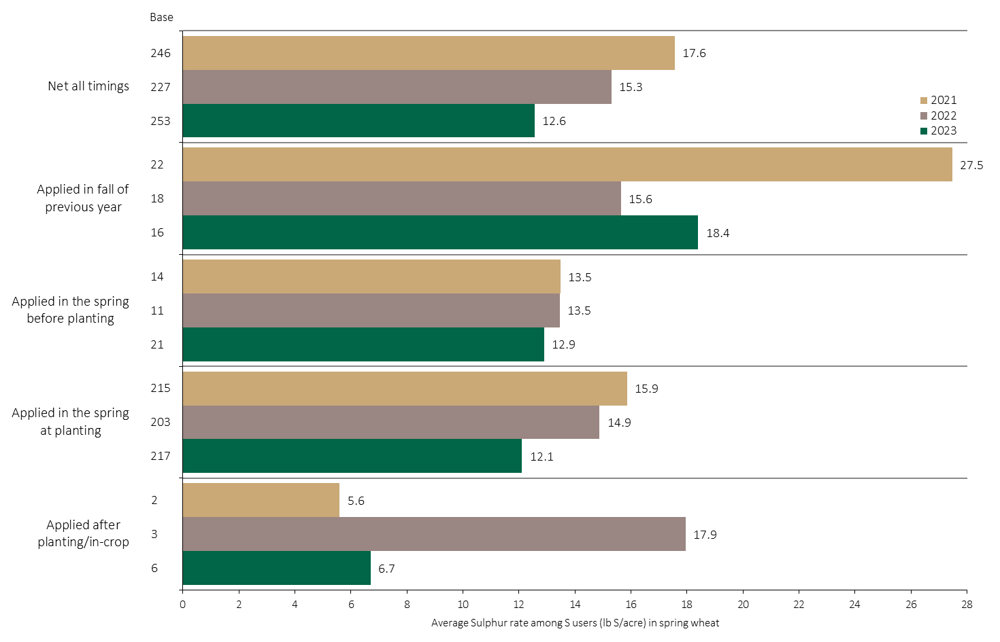 Base
246
17.6
Net all timings
227
15.3
253
12.6
2021
2022
2023
22
27.5
Applied in fall of
previous year
18
15.6
16
18.4
14
13.5
Applied in the spring
before planting
11
13.5
21
12.9
215
15.9
Applied in the spring
at planting
203
14.9
217
12.1
2
5.6
Applied after
planting/in-crop
3
17.9
6
6.7
0 2 4 6 8 10 12 14 16 18 20 22 24 26 28
Average Sulphur rate among S users (lb S/acre) in spring wheat